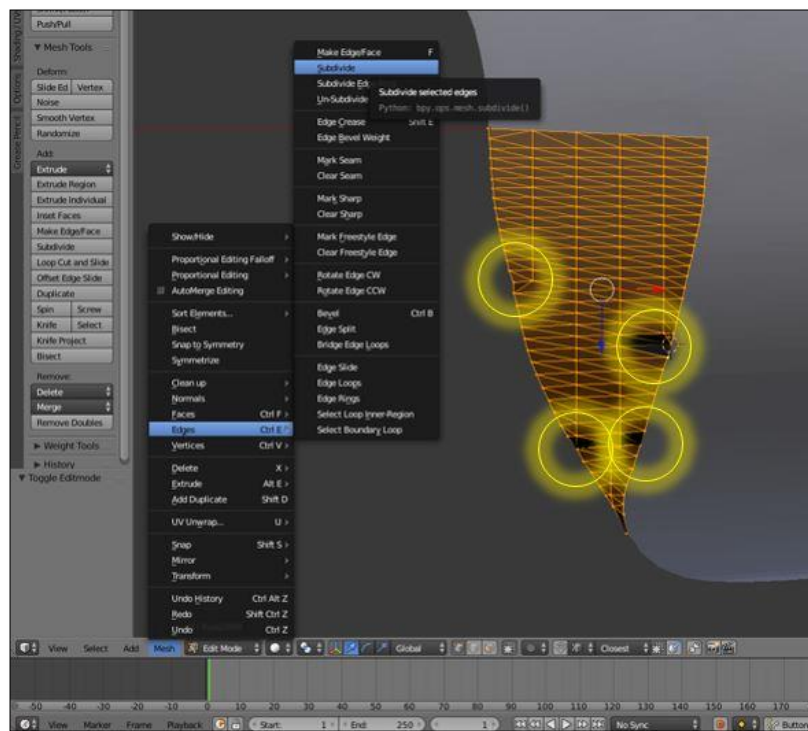 Push/Pull
Mesh Tools
Deform:
Slide Ed Vertex
Noise
Smooth Vertex
Randomize
Add:
Extrude
Extrude Region
Extrude Individual
Inset Faces
Make Edge/Face
Subdivide
Loop Cut and Slide
Offset Edge Slide
Duplicate
Spin Screw
Knife Select
Knife Project
Bisect
Remove:
Delete
Merge
Remove Doubles
Weight Tools
History
Toggle Editmode
Shading / UVs
Options
Grease Pencil
Show/Hide
Proportional Editing Falloff
Proportional Editing
AutoMerge Editing
Sort Elements...
Bisect
Snap to Symmetry
Symmetrize
Clean up
Normals
Faces Ctrl F
Edges Ctrl E
Vertices Ctrl V
Delete X
Extrude Alt E
Add Duplicate Shift D
UV Unwrap... U
Snap Shift S
Mirror
Transform
Undo History Ctrl Alt Z
Redo Shift Ctrl Z
Undo Ctrl Z
Make Edge/Face F
Subdivide
Subdivide Edge
Un-Subdivide
Edge Crease Shift E
Edge Bevel Weight
Mark Seam
Clear Seam
Mark Sharp
Clear Sharp
Mark Freestyle Edge
Clear Freestyle Edge
Rotate Edge CW
Rotate Edge CCW
Bevel Ctrl B
Edge Split
Bridge Edge Loops
Edge Slide
Edge Loops
Edge Rings
Select Loop Inner-Region
Select Boundary Loop
Subdivide selected edges
Python: bpy.ops.mesh.subdivide()
View Select Add Mesh Edit Mode Global Closest
-50 -40 -30 -20 -10 0 10 20 30 40 50 60 70 80 90 100 110 120 130 140 150 160 170
View Marker Frame Playback Start: 1 End: 250 1 No Sync Button